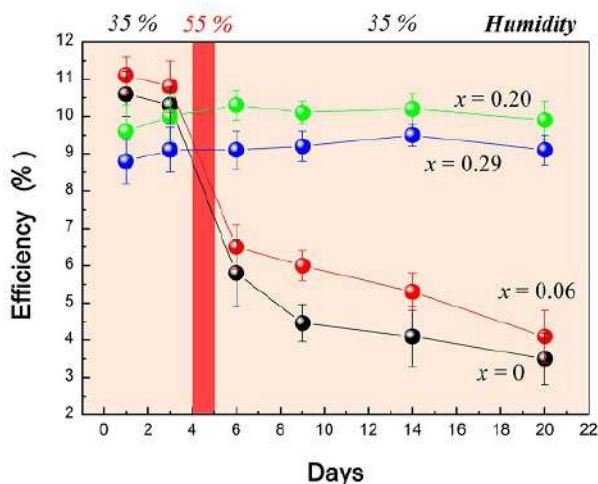 35 % 55 % 35 % Humidity
12
11
10
9
8
7
6
5
4
3
2
x = 0.20
x = 0.29
x = 0.06
x = 0
0 2 4 6 8 10 12 14 16 18 20 22
Efficiency (%)
Days